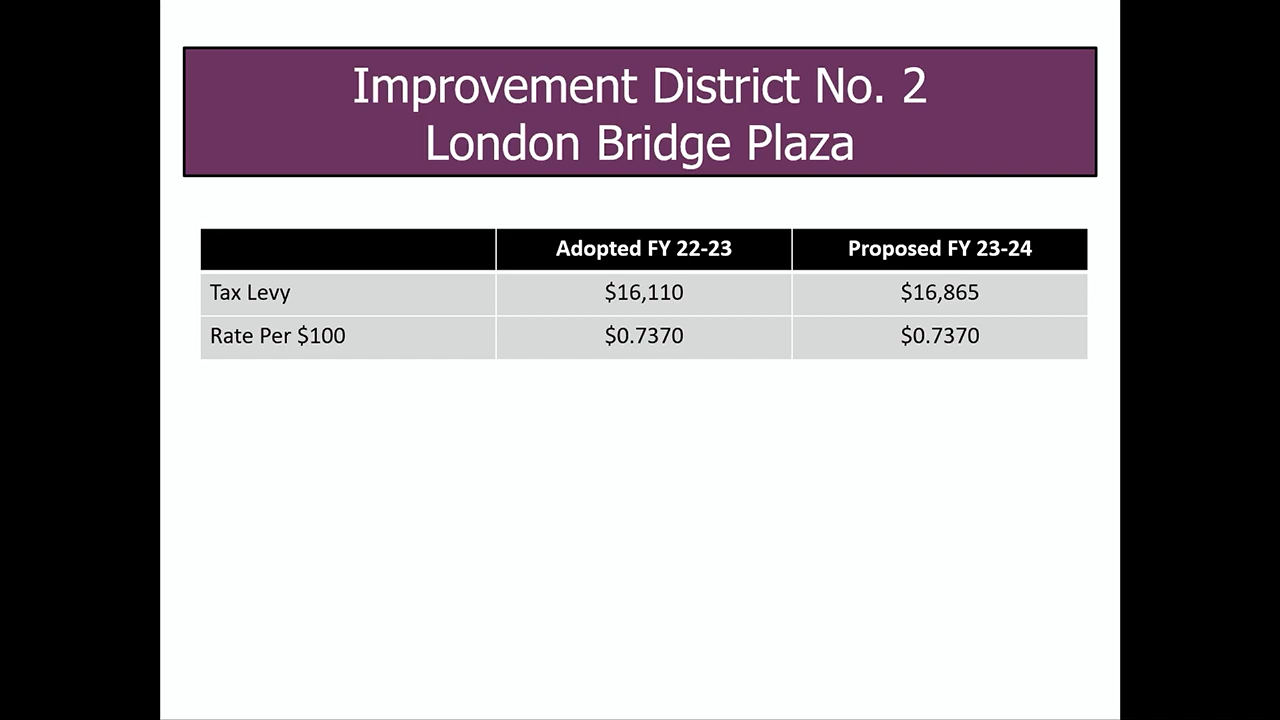 Improvement District No. 2
London Bridge Plaza
Adopted FY 22-23 Proposed FY 23-24
Tax Levy $16,110 $16,865
Rate Per $100 $0.7370 $0.7370